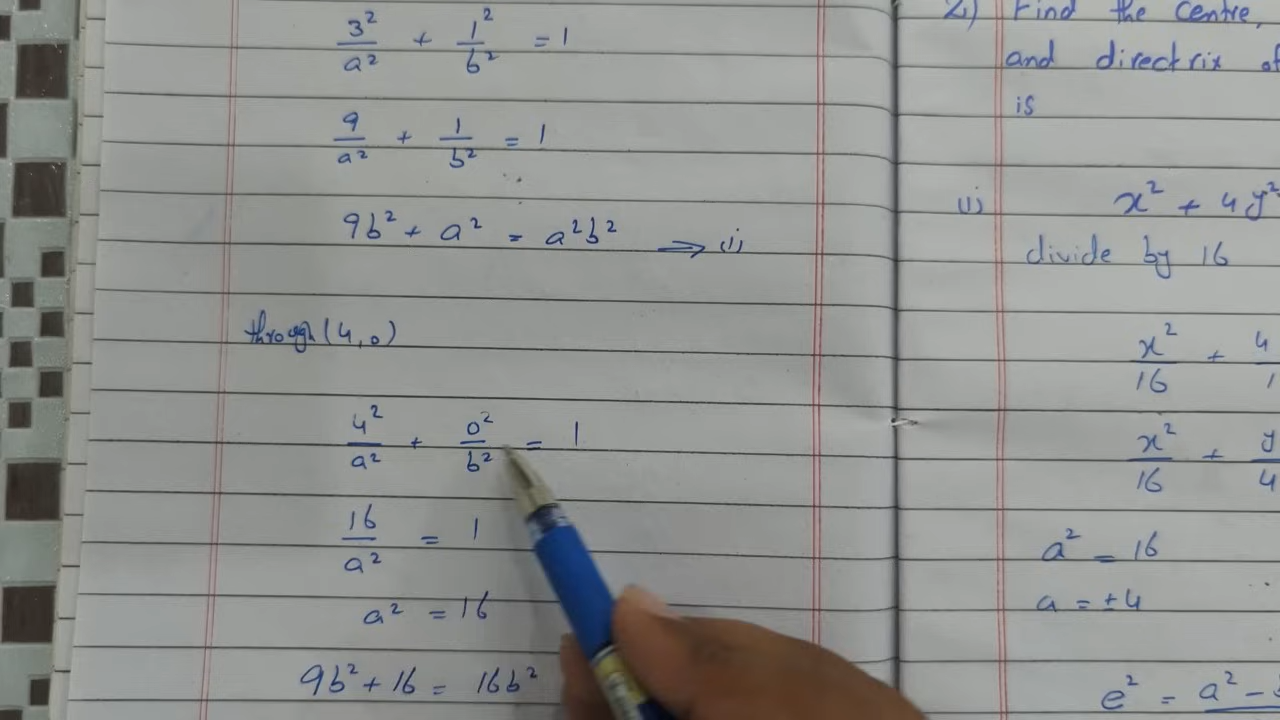 3²/a² + 1²/b² = 1
9/a² + 1/b² = 1
9b² + a² = a²b² ⟹ (i)
through (4,0)
4²/a² + 0²/b² = 1
16/a² = 1
a² = 16
9b² + 16 = 16b²
2) Find the centre,
and directrix of
is
(i) x² + 4y²
divide by 16
x²/16 + 4
x²/16 + y/4
a² = 16
a = ±4
e² = a² -